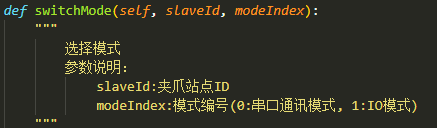 def switchMode(self, slaveId, modeIndex):
"""
选择模式
参数说明:
slaveId:夹爪站点ID
modeIndex:模式编号(0:串口通讯模式, 1:IO模式)
"""